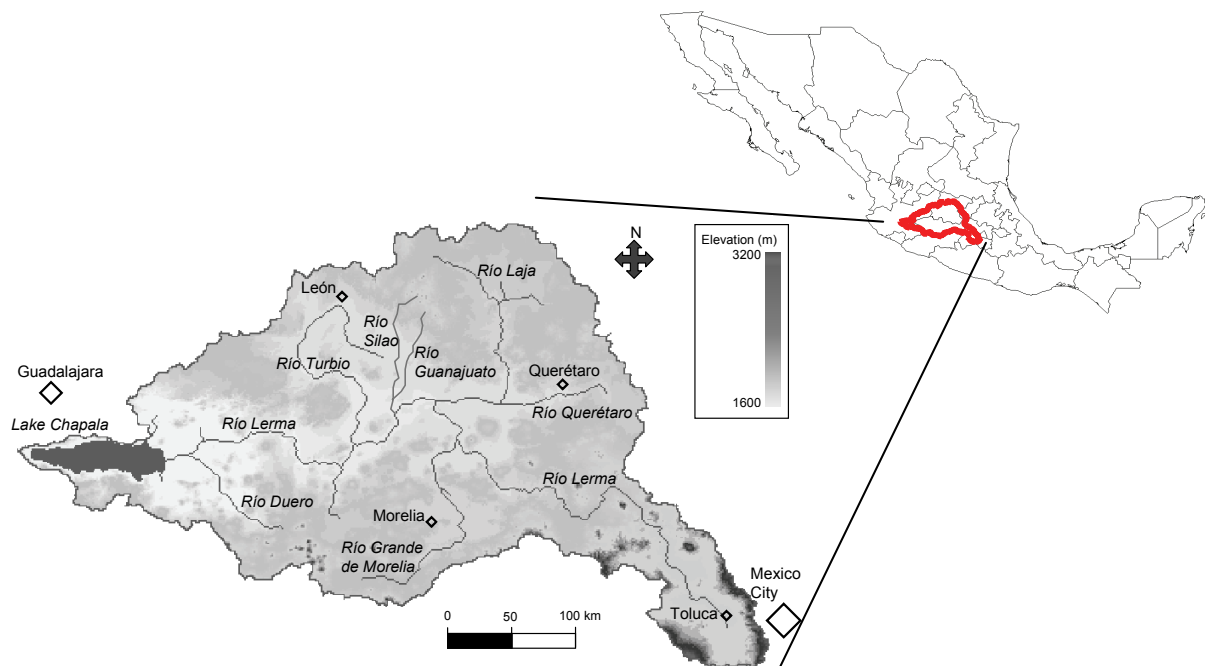 N
Elevation (m)
3200
1600
Río Laja
León
Río
Silao
Río Turbio
Río
Guanajuato
Querétaro
Río Querétaro
Guadalajara
Lake Chapala
Río Lerma
Río Lerma
Río Duero
Morelia
Río Grande
de Morelia
Mexico
City
Toluca
0
50
100 km